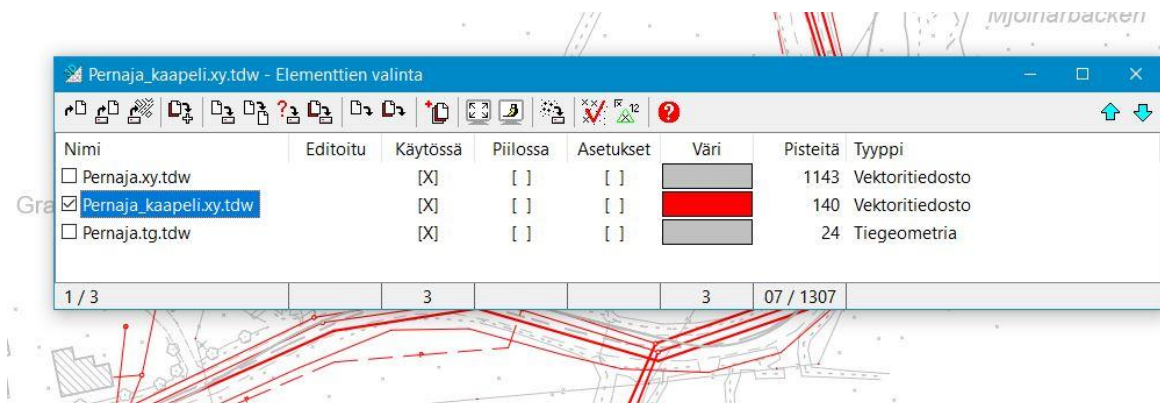 Mjölnarbacken
Pernaja_kaapeli.xy.tdw - Elementtien valinta
?
12
?
Nimi Editoitu Käytössä Piilossa Asetukset Väri Pisteitä Tyyppi
Pernaja.xy.tdw [X] [ ] [ ] 1143 Vektoritiedosto
Gra
Pernaja_kaapeli.xy.tdw [X] [ ] [ ] 140 Vektoritiedosto
Pernaja.tg.tdw [X] [ ] [ ] 24 Tiegeometria
1 / 3 3 3 07 / 1307